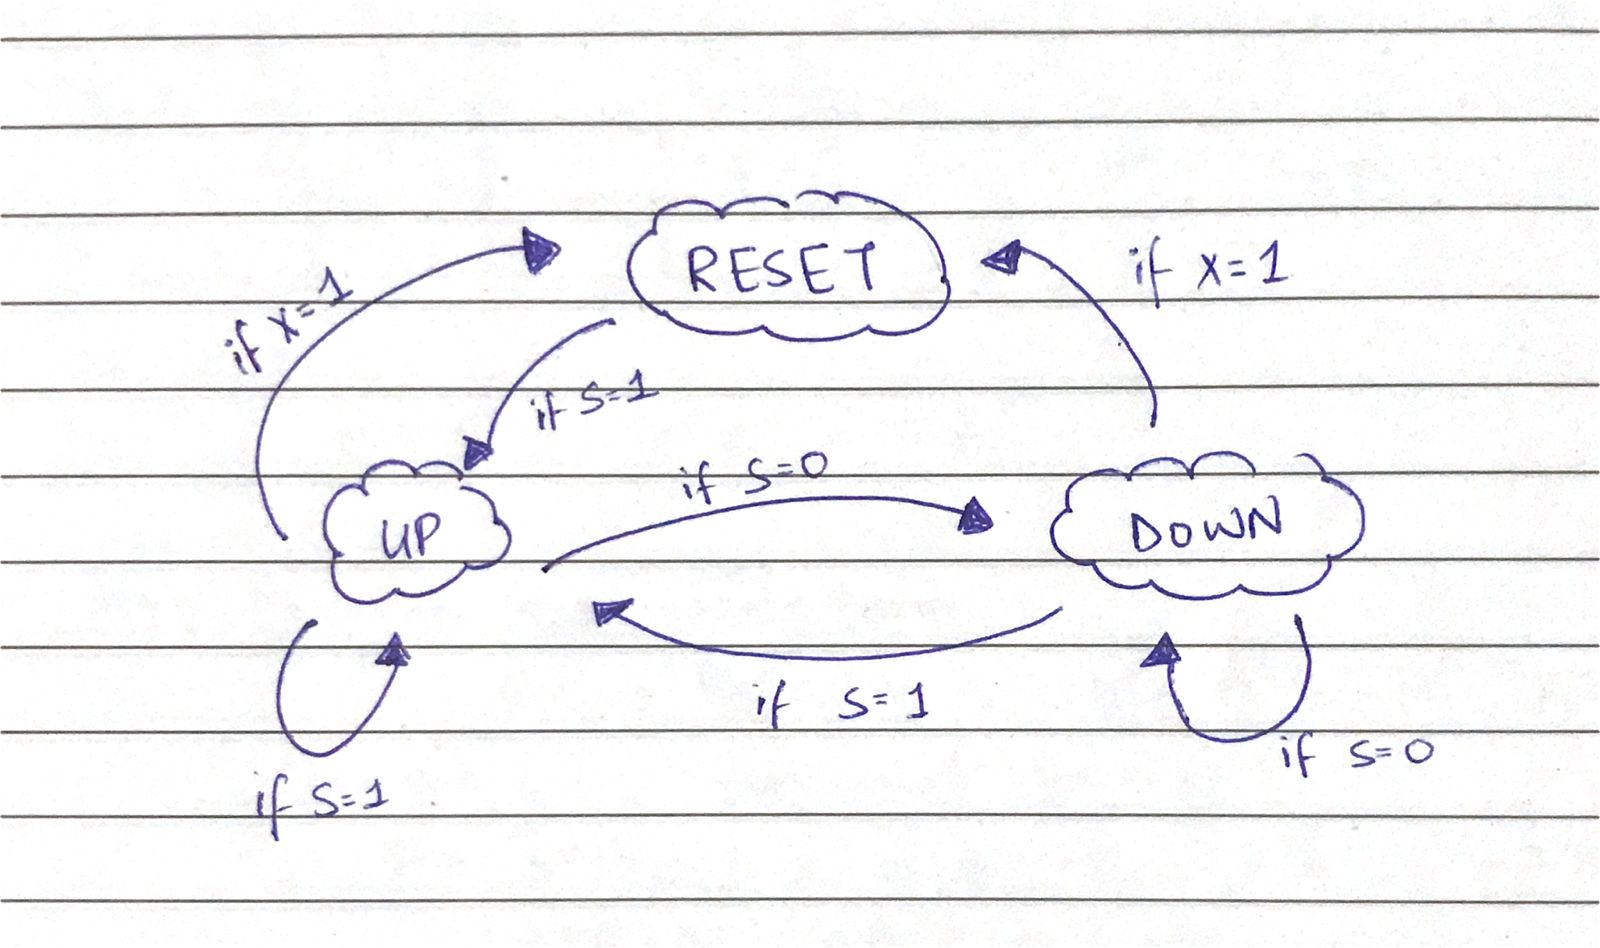 RESET
if x=1
if x=1
if S=1
if S=0
UP
DOWN
if S=1
if S=0
if S=1